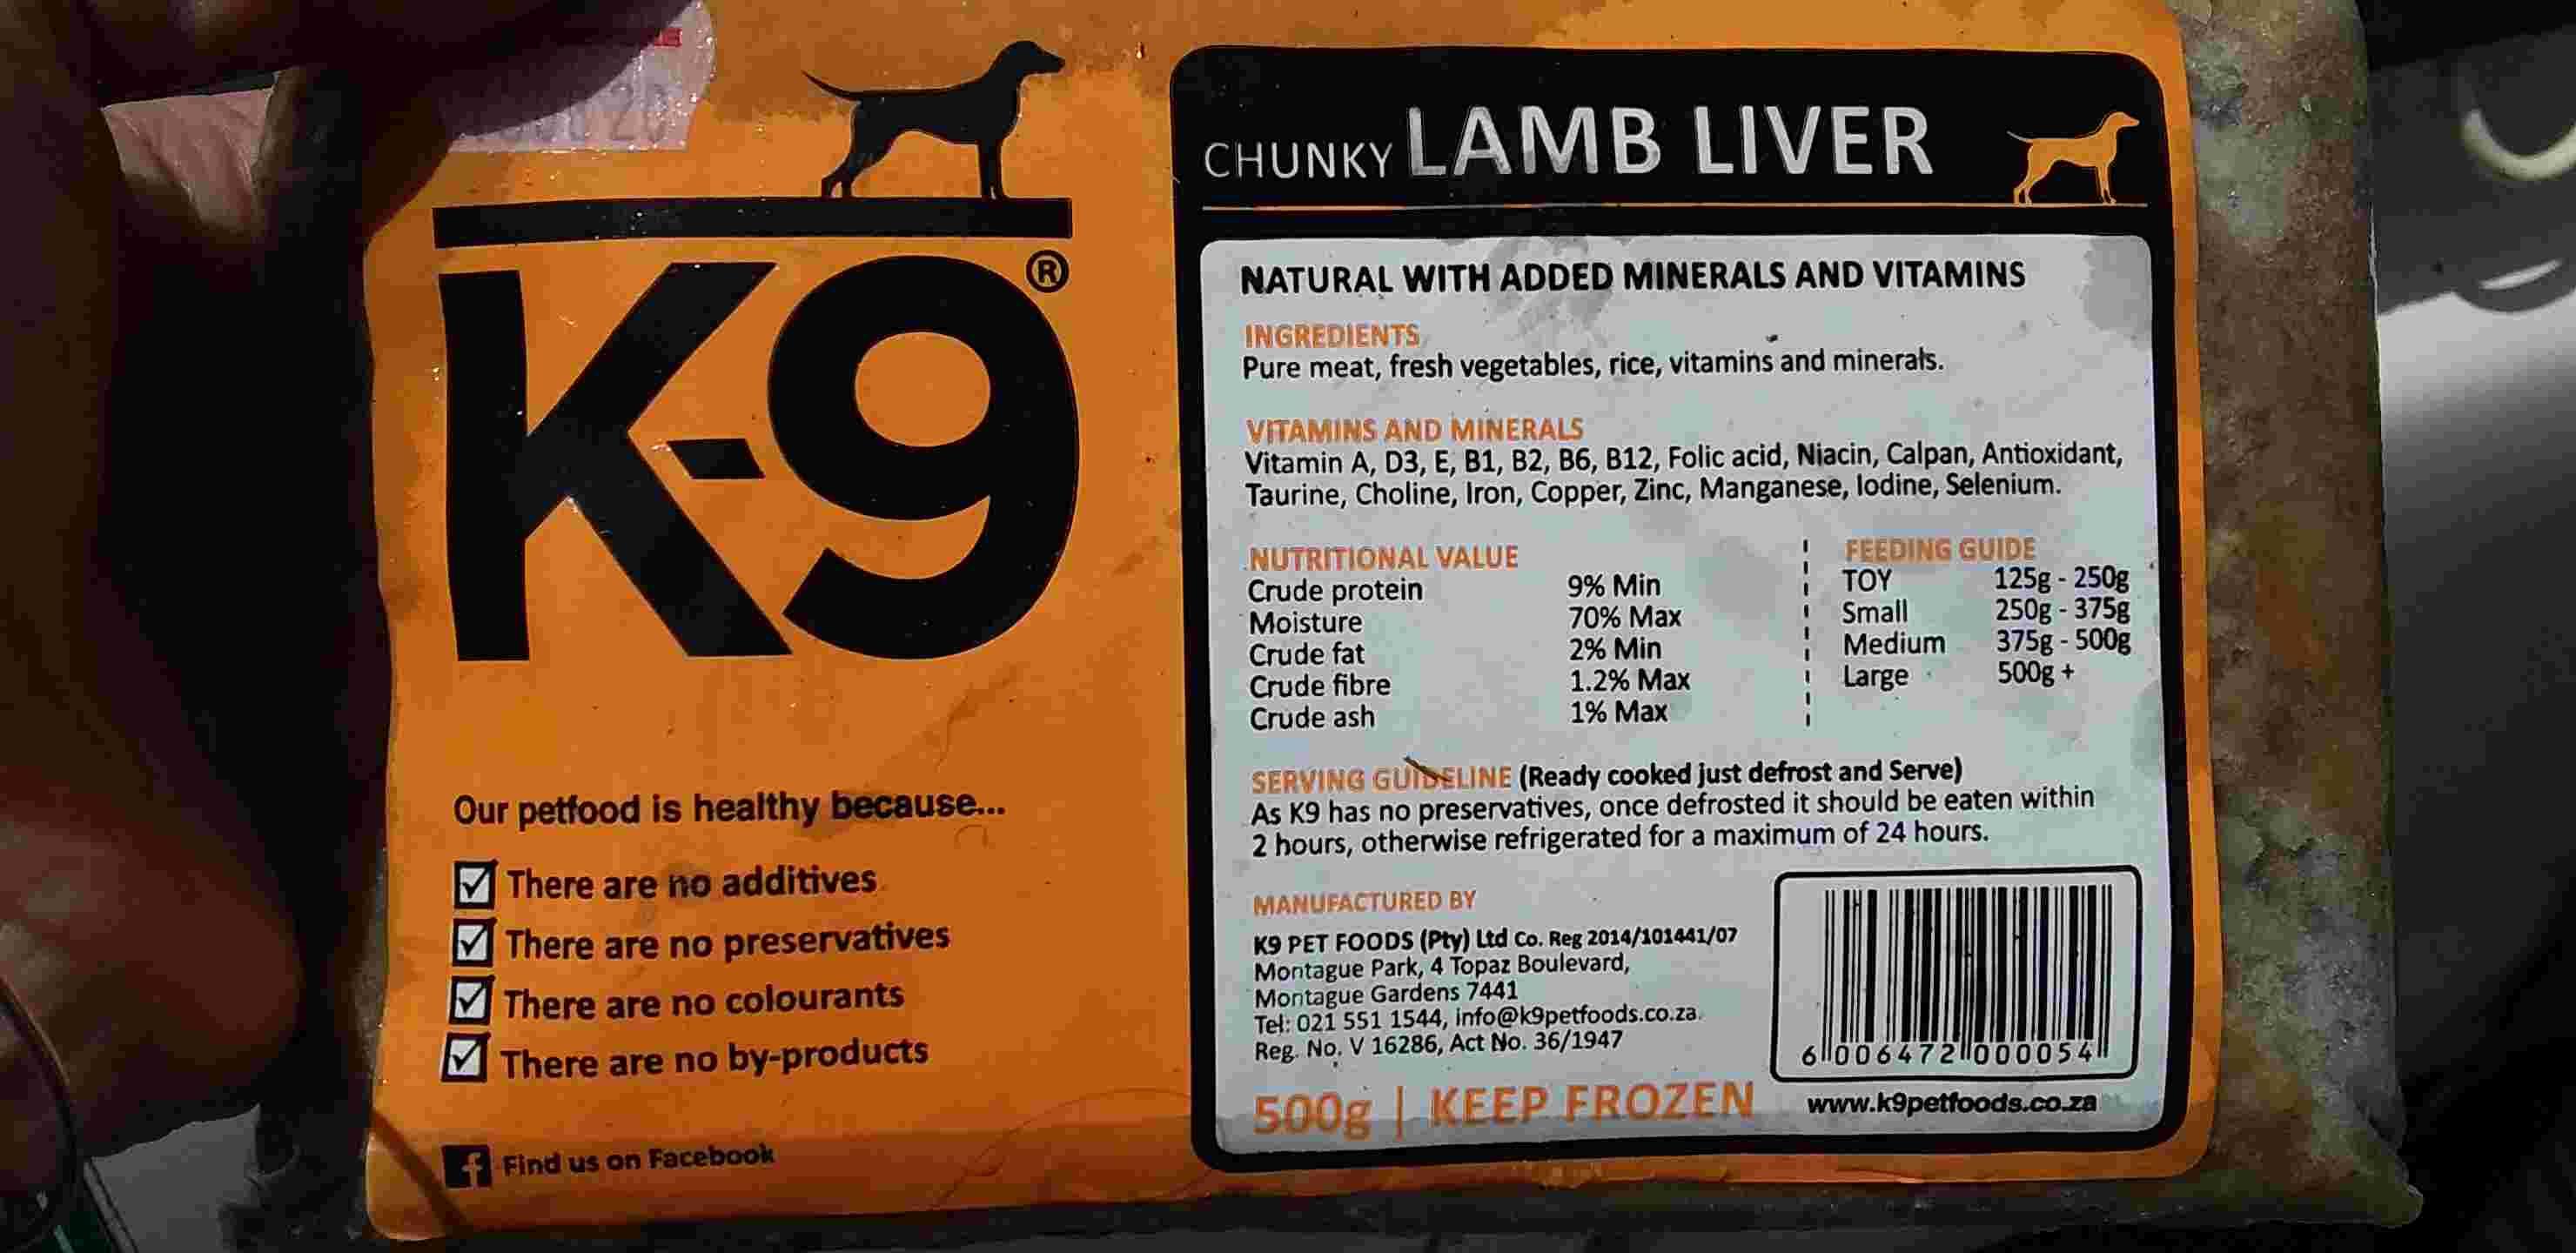 K-9®
Our petfood is healthy because...
There are no additives
There are no preservatives
There are no colourants
There are no by-products
Find us on Facebook
CHUNKY LAMB LIVER
NATURAL WITH ADDED MINERALS AND VITAMINS
INGREDIENTS
Pure meat, fresh vegetables, rice, vitamins and minerals.
VITAMINS AND MINERALS
Vitamin A, D3, E, B1, B2, B6, B12, Folic acid, Niacin, Calpan, Antioxidant,
Taurine, Choline, Iron, Copper, Zinc, Manganese, Iodine, Selenium.
NUTRITIONAL VALUE
Crude protein 9% Min
Moisture 70% Max
Crude fat 2% Min
Crude fibre 1.2% Max
Crude ash 1% Max
FEEDING GUIDE
TOY 125g - 250g
Small 250g - 375g
Medium 375g - 500g
Large 500g +
SERVING GUIDELINE (Ready cooked just defrost and Serve)
As K9 has no preservatives, once defrosted it should be eaten within
2 hours, otherwise refrigerated for a maximum of 24 hours.
MANUFACTURED BY
K9 PET FOODS (Pty) Ltd Co. Reg 2014/101441/07
Montague Park, 4 Topaz Boulevard,
Montague Gardens 7441
Tel: 021 551 1544, info@k9petfoods.co.za.
Reg. No. V 16286, Act No. 36/1947
6 006472 000054
500g | KEEP FROZEN
www.k9petfoods.co.za